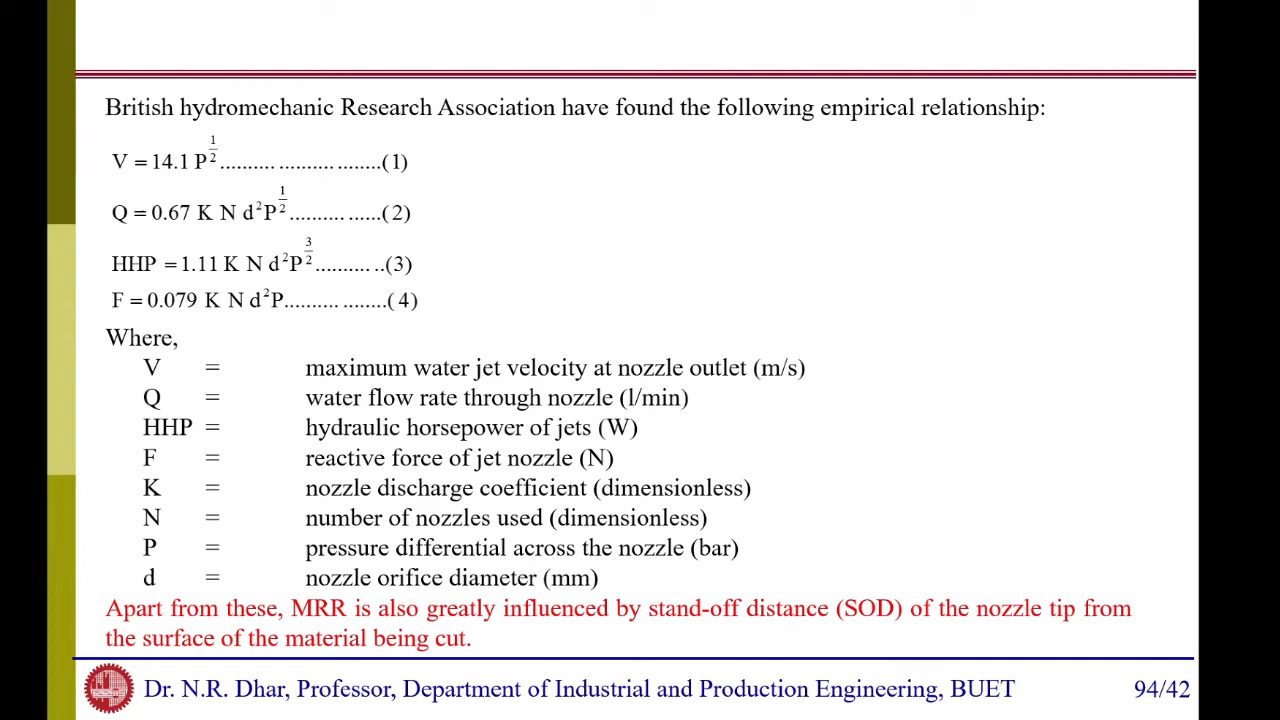 British hydromechanic Research Association have found the following empirical relationship:
V = 14.1 P^(1/2).......... .......... ........(1)
Q = 0.67 K N d²P^(1/2).......... ......(2)
HHP = 1.11 K N d²P^(3/2).......... ..(3)
F = 0.079 K N d²P.......... ........(4)
Where,
V = maximum water jet velocity at nozzle outlet (m/s)
Q = water flow rate through nozzle (l/min)
HHP = hydraulic horsepower of jets (W)
F = reactive force of jet nozzle (N)
K = nozzle discharge coefficient (dimensionless)
N = number of nozzles used (dimensionless)
P = pressure differential across the nozzle (bar)
d = nozzle orifice diameter (mm)
Apart from these, MRR is also greatly influenced by stand-off distance (SOD) of the nozzle tip from
the surface of the material being cut.
Dr. N.R. Dhar, Professor, Department of Industrial and Production Engineering, BUET 94/42